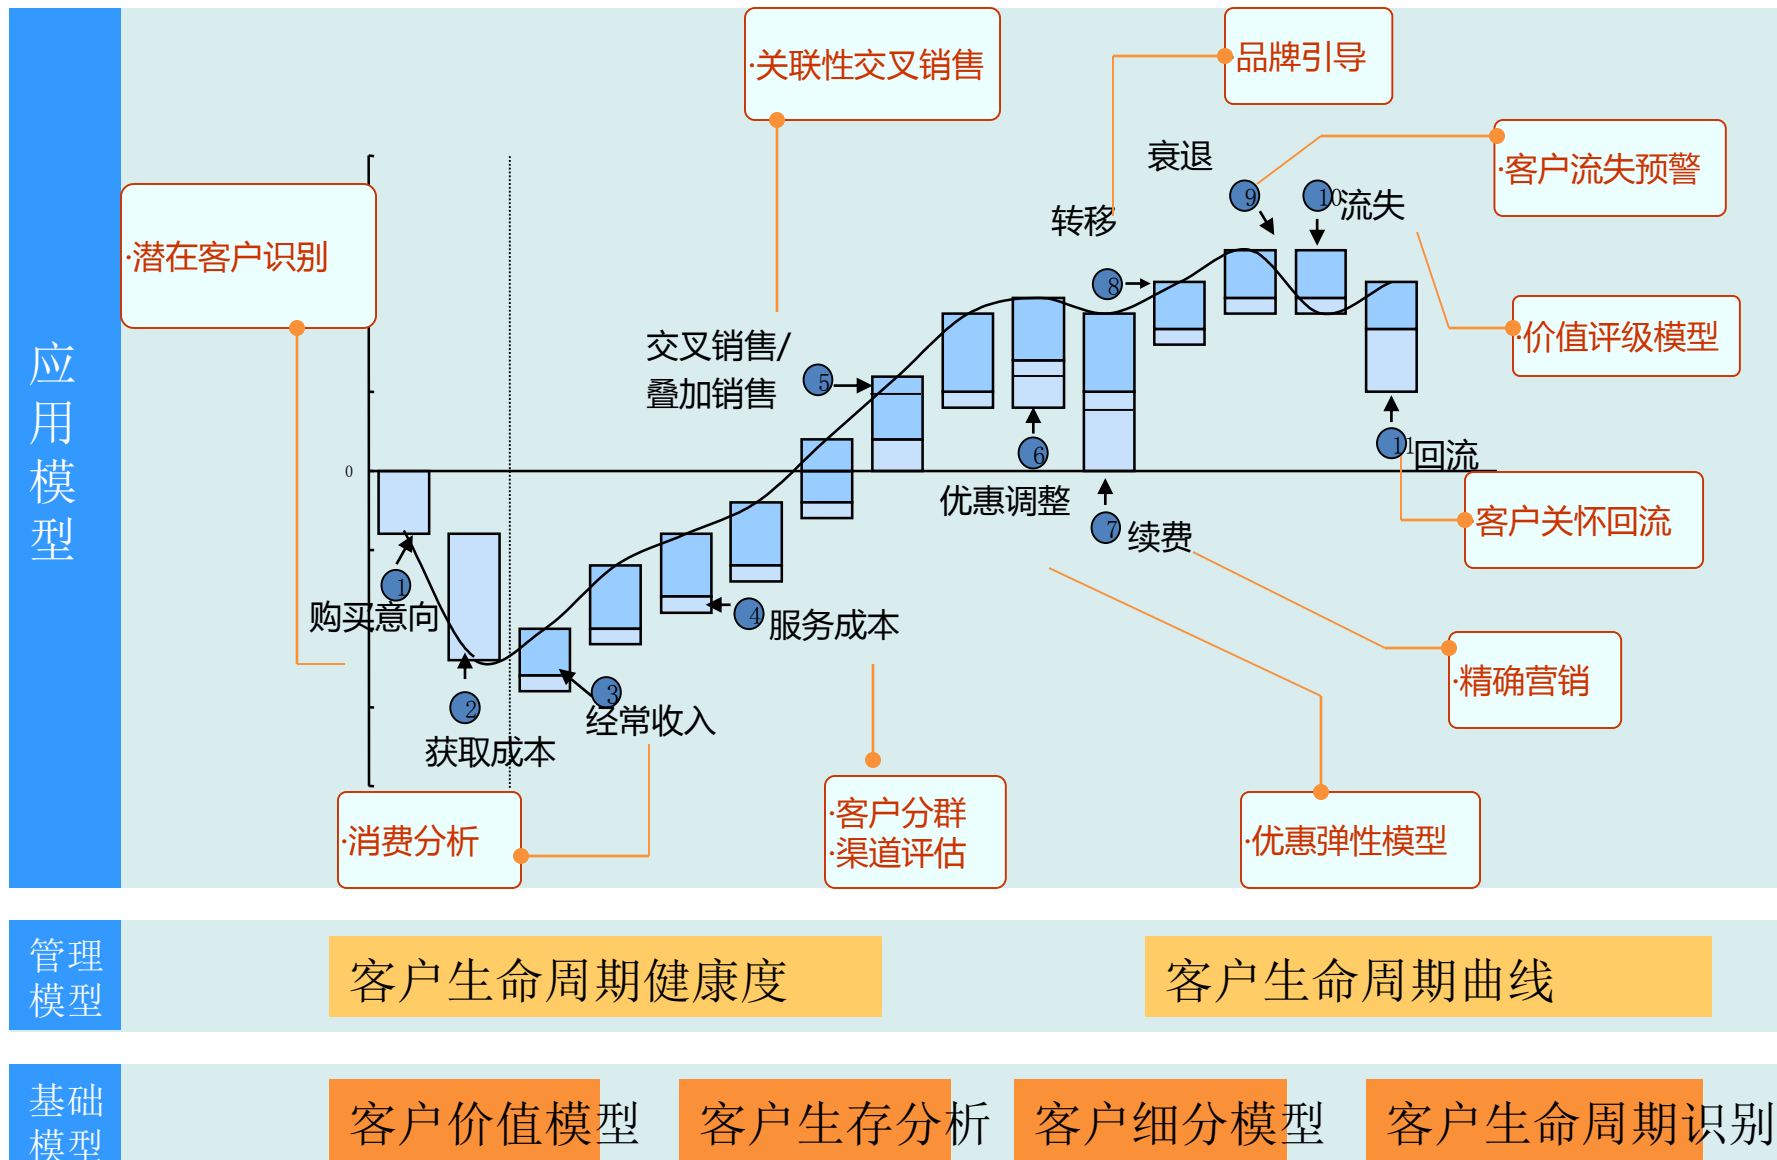 应
用
模
型
·关联性交叉销售
·品牌引导
·客户流失预警
衰退
9
10
流失
转移
·潜在客户识别
8
·价值评级模型
交叉销售/
叠加销售
5
6
11
回流
0
优惠调整
7
续费
·客户关怀回流
1
购买意向
4
服务成本
·精确营销
2
3
经常收入
获取成本
·消费分析
·客户分群
·渠道评估
·优惠弹性模型
管理
模型
客户生命周期健康度
客户生命周期曲线
基础
模型
客户价值模型
客户生存分析
客户细分模型
客户生命周期识别